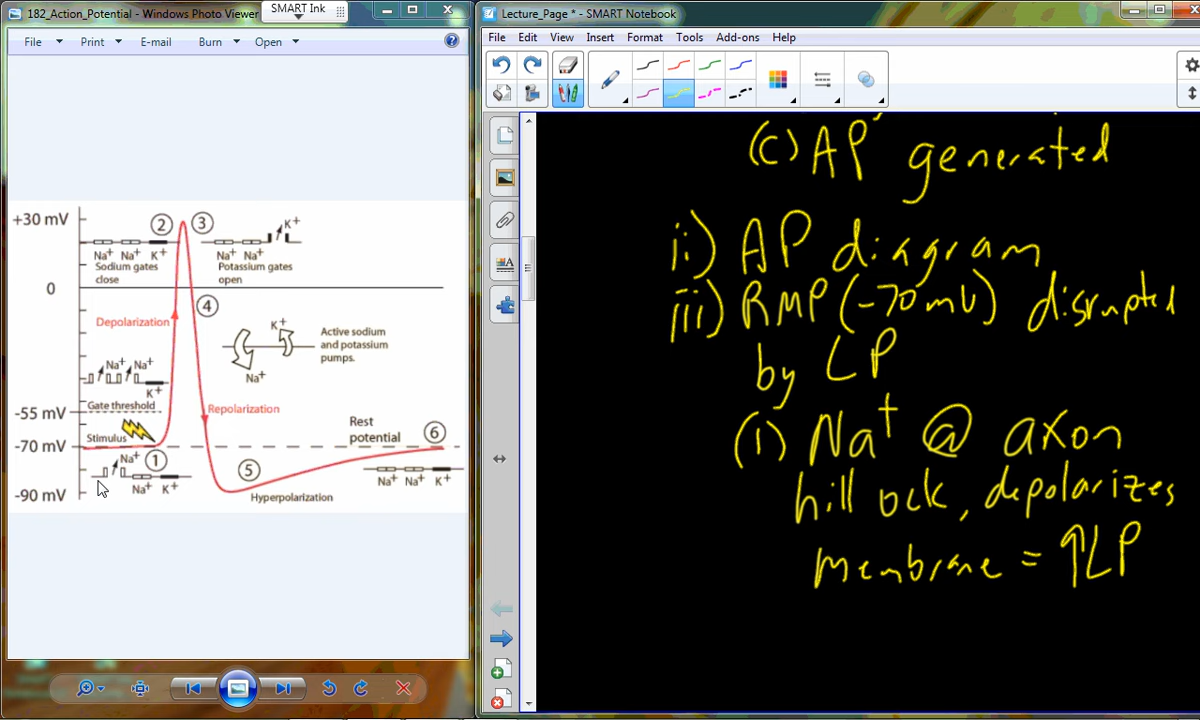 182_Action_Potential - Windows Photo Viewer
SMART Ink
File Print E-mail Burn Open
+30 mV
2
3
K+
Na+ Na+ K+
Sodium gates
close
Na+ Na+
Potassium gates
open
0
4
Depolarization
K+
Na+
Active sodium
and potassium
pumps.
Na+ Na+
K+
Gate threshold
-55 mV
Repolarization
Stimulus
-70 mV
Rest
potential
6
Na+
1
Na+ K+
5
Na+ Na+ K+
-90 mV
Hyperpolarization
Lecture_Page * - SMART Notebook
File Edit View Insert Format Tools Add-ons Help
(c) AP generated
ii) AP diagram
iii) RMP (-70mV) disrupted
by LP
(i) Na+ @ axon
hillock, depolarizes
membrane = ↑LP